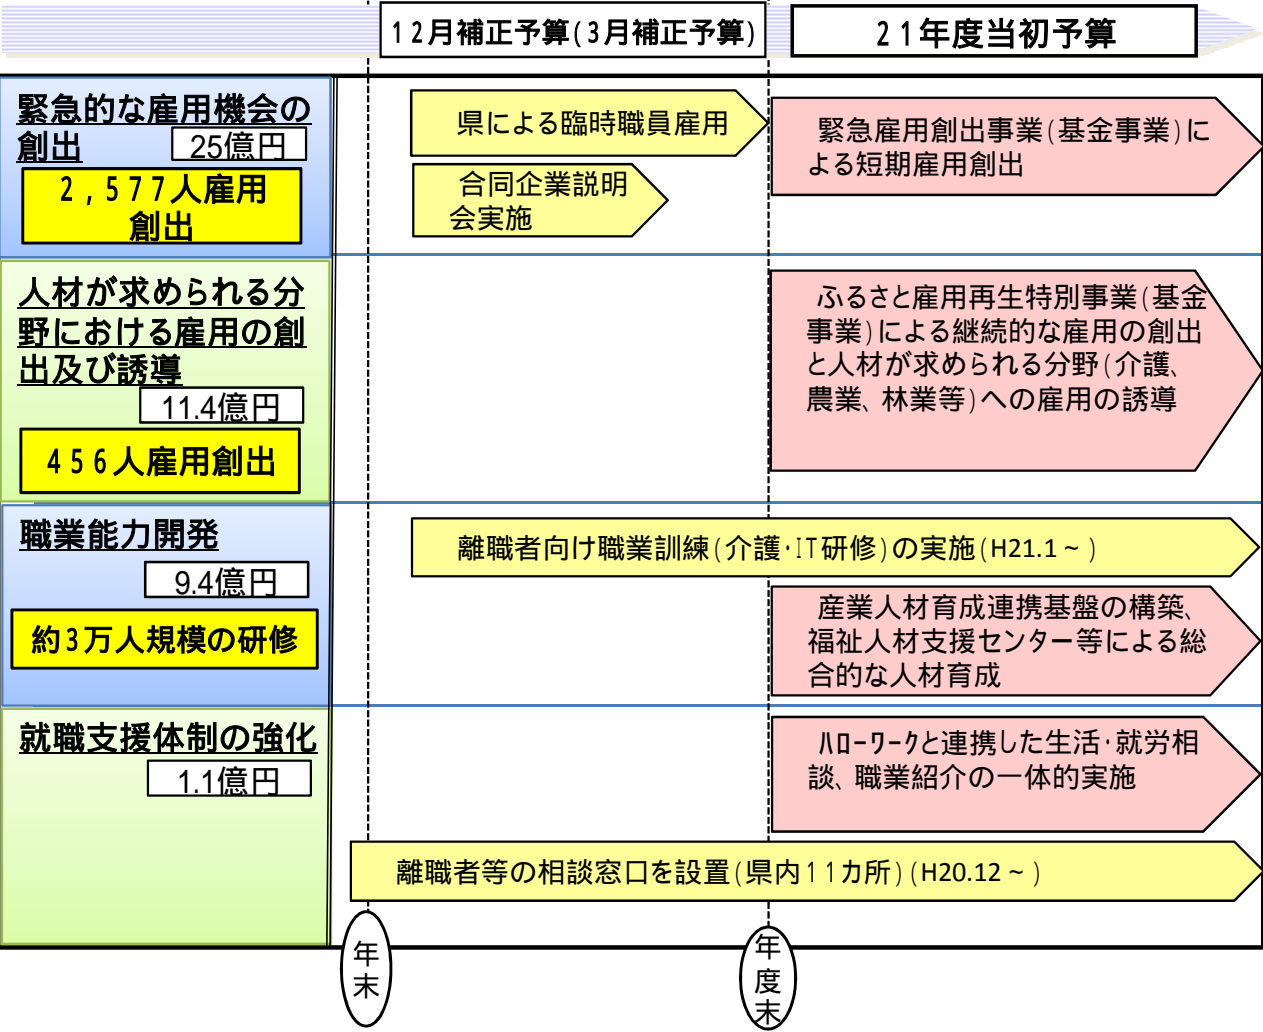 １２月補正予算(３月補正予算)
２１年度当初予算
緊急的な雇用機会の
創出
25億円
２,５７７人雇用
創出
県による臨時職員雇用
合同企業説明
会実施
緊急雇用創出事業(基金事業)に
よる短期雇用創出
人材が求められる分
野における雇用の創
出及び誘導
11.4億円
４５６人雇用創出
ふるさと雇用再生特別事業(基金
事業)による継続的な雇用の創出
と人材が求められる分野(介護、
農業、林業等)への雇用の誘導
職業能力開発
9.4億円
約３万人規模の研修
離職者向け職業訓練(介護・IT研修)の実施(H21.1～)
産業人材育成連携基盤の構築、
福祉人材支援センター等による総
合的な人材育成
就職支援体制の強化
1.1億円
ﾊﾛｰﾜｰｸと連携した生活・就労相
談、職業紹介の一体的実施
離職者等の相談窓口を設置(県内１１カ所)(H20.12～)
年末
年度末